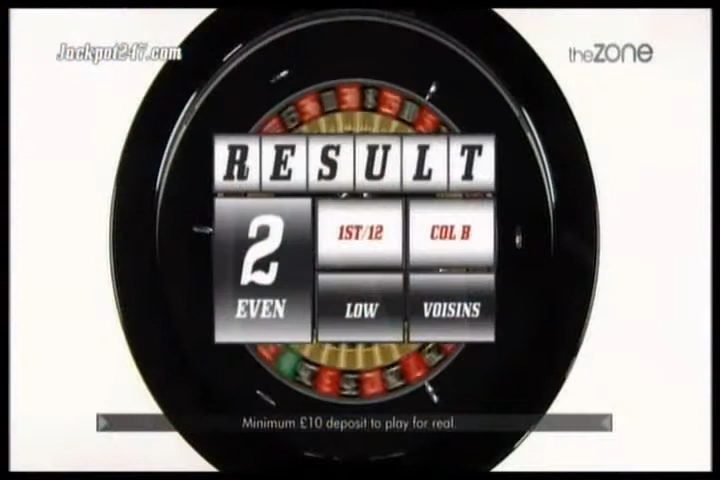 Jackpot247.com
theZONE
RESULT
2
EVEN
1ST/12
COL B
LOW
VOISINS
Minimum £10 deposit to play for real.